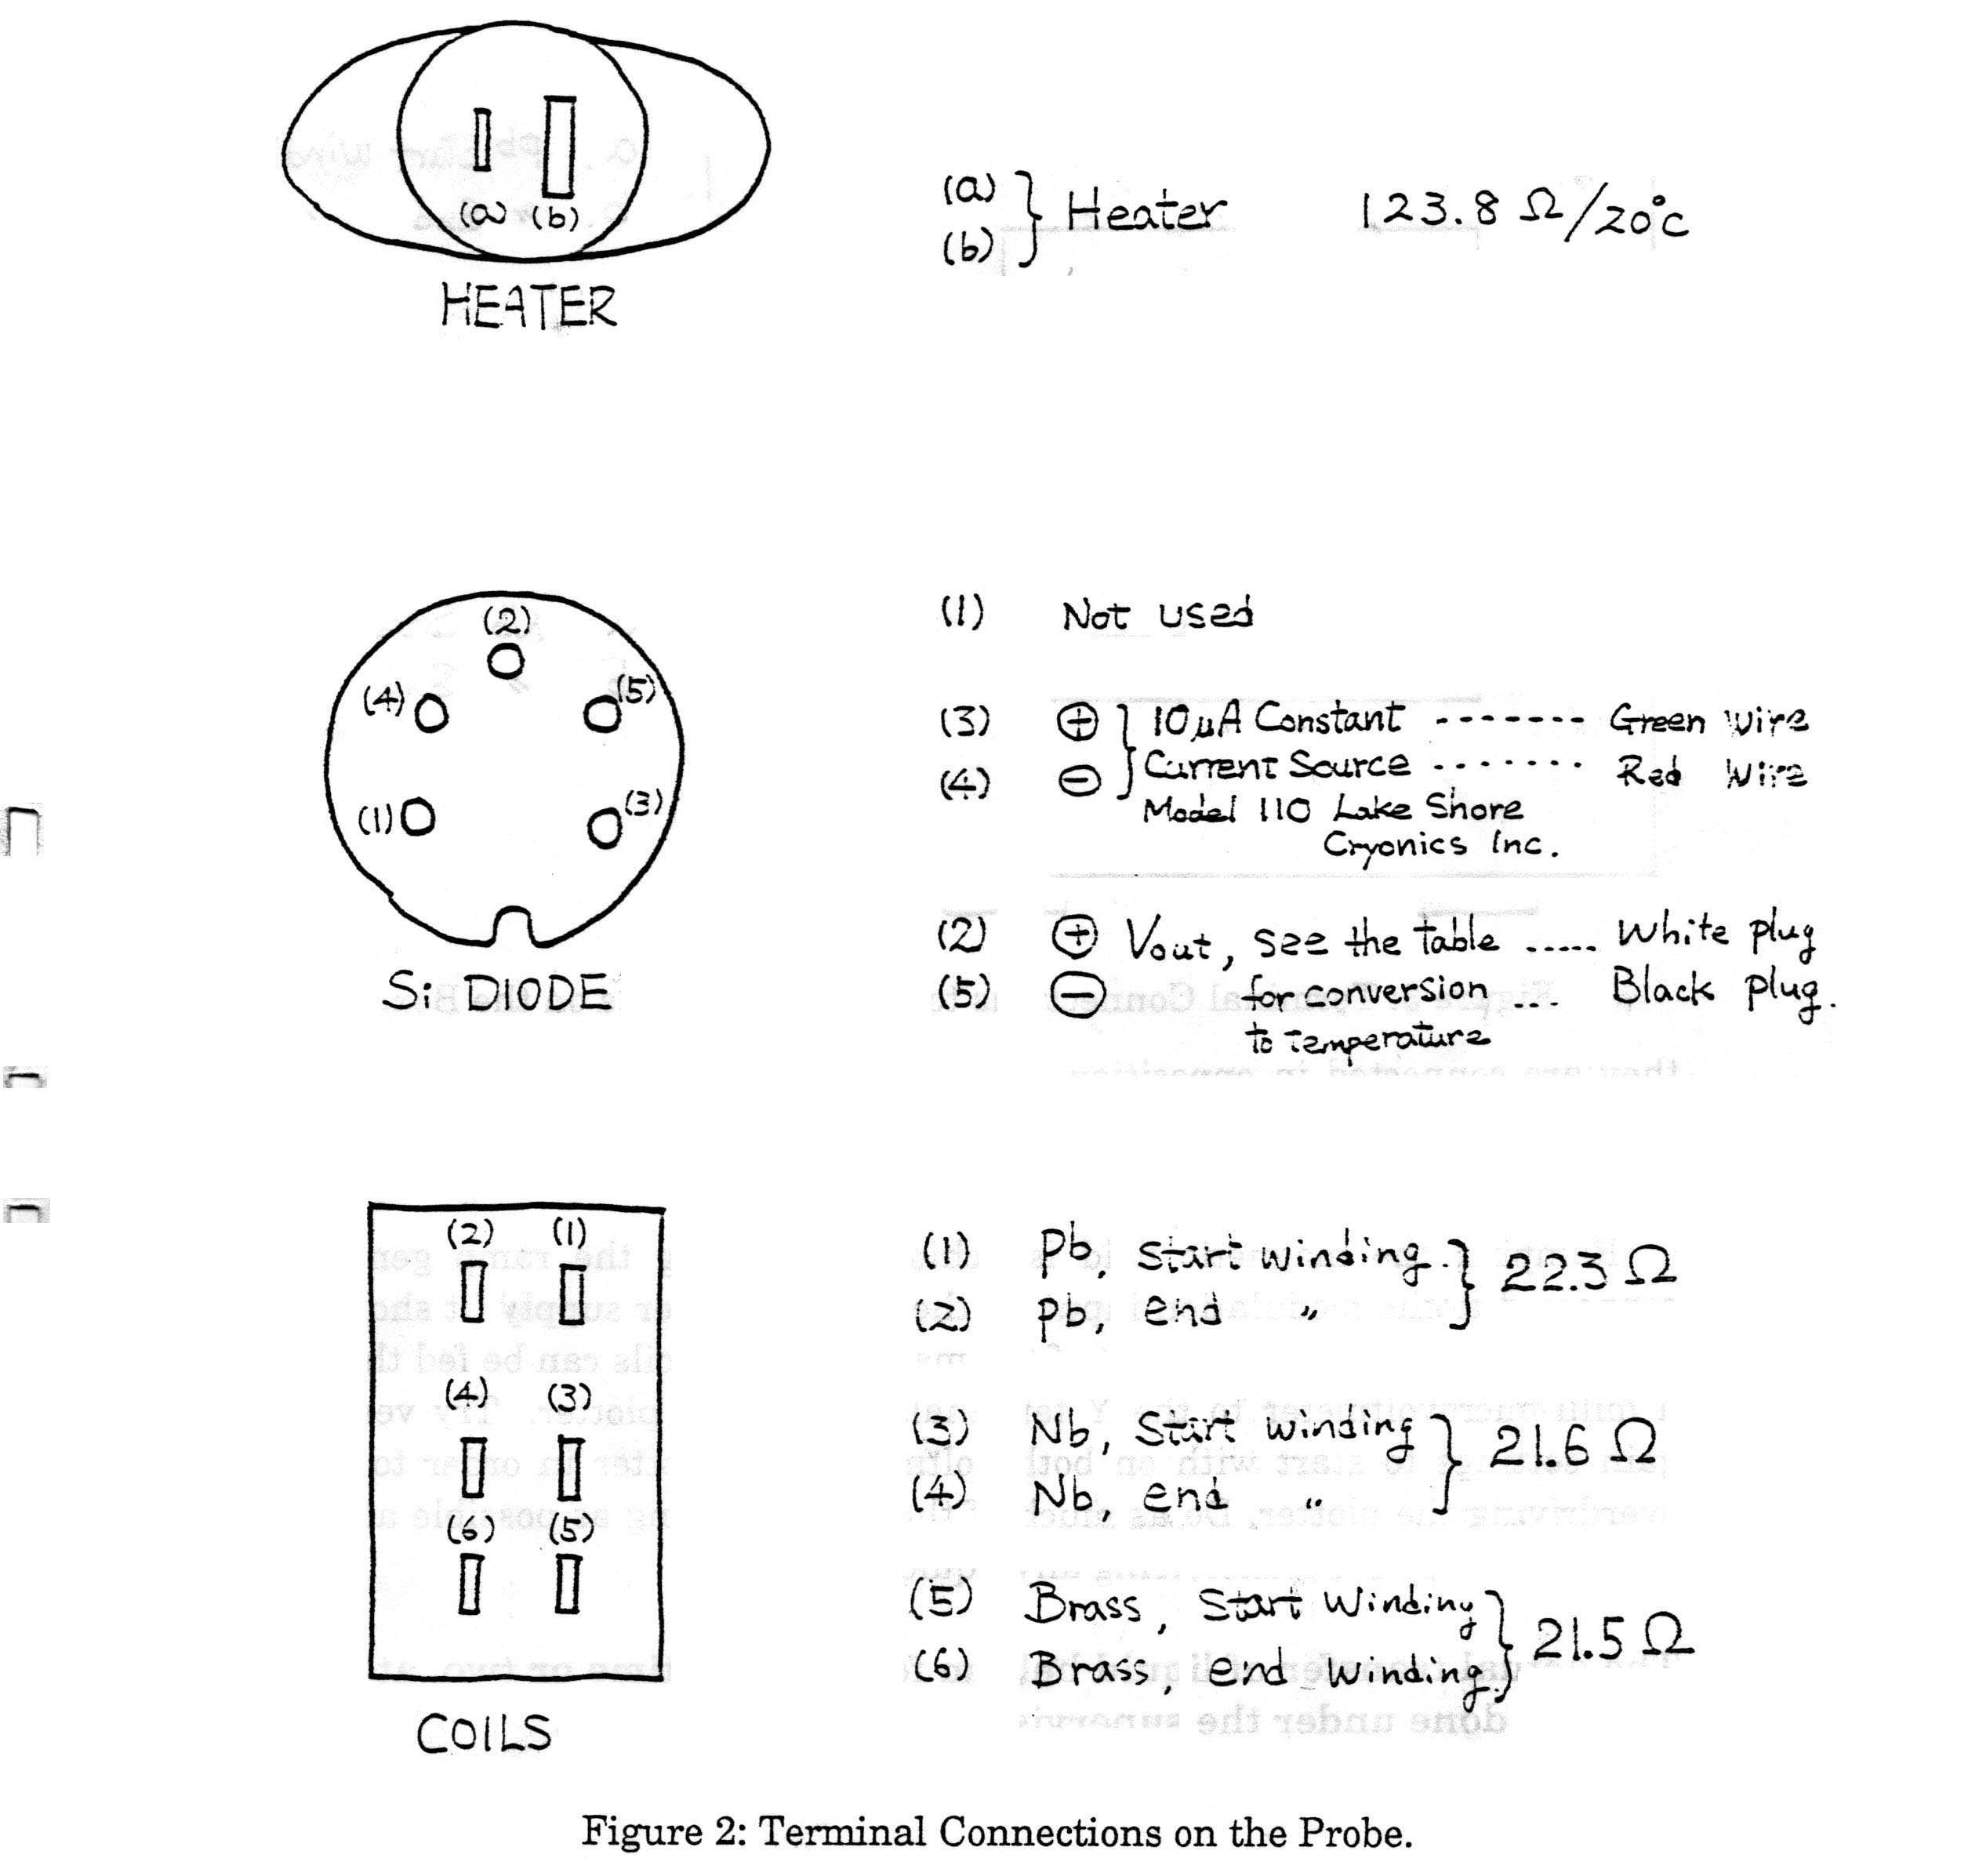 (a) (b)
HEATER
(a)
(b) } Heater 123.8 Ω/20°C
(2)
(4) (5)
(1) (3)
Si DIODE
(1) Not used
(3) ⊕ } 10μA Constant ------- Green Wire
(4) ⊖ Current Source ------- Red Wire
Model 110 Lake Shore
Cryonics Inc.
(2) ⊕ Vout, see the table ..... White plug
(5) ⊖ for conversion ... Black plug.
to temperature
(2) (1)
(4) (3)
(6) (5)
COILS
(1) Pb, Start winding. } 22.3 Ω
(2) Pb, end "
(3) Nb, Start winding } 21.6 Ω
(4) Nb, end "
(5) Brass, Start Winding } 21.5 Ω
(6) Brass, end winding.
Figure 2: Terminal Connections on the Probe.